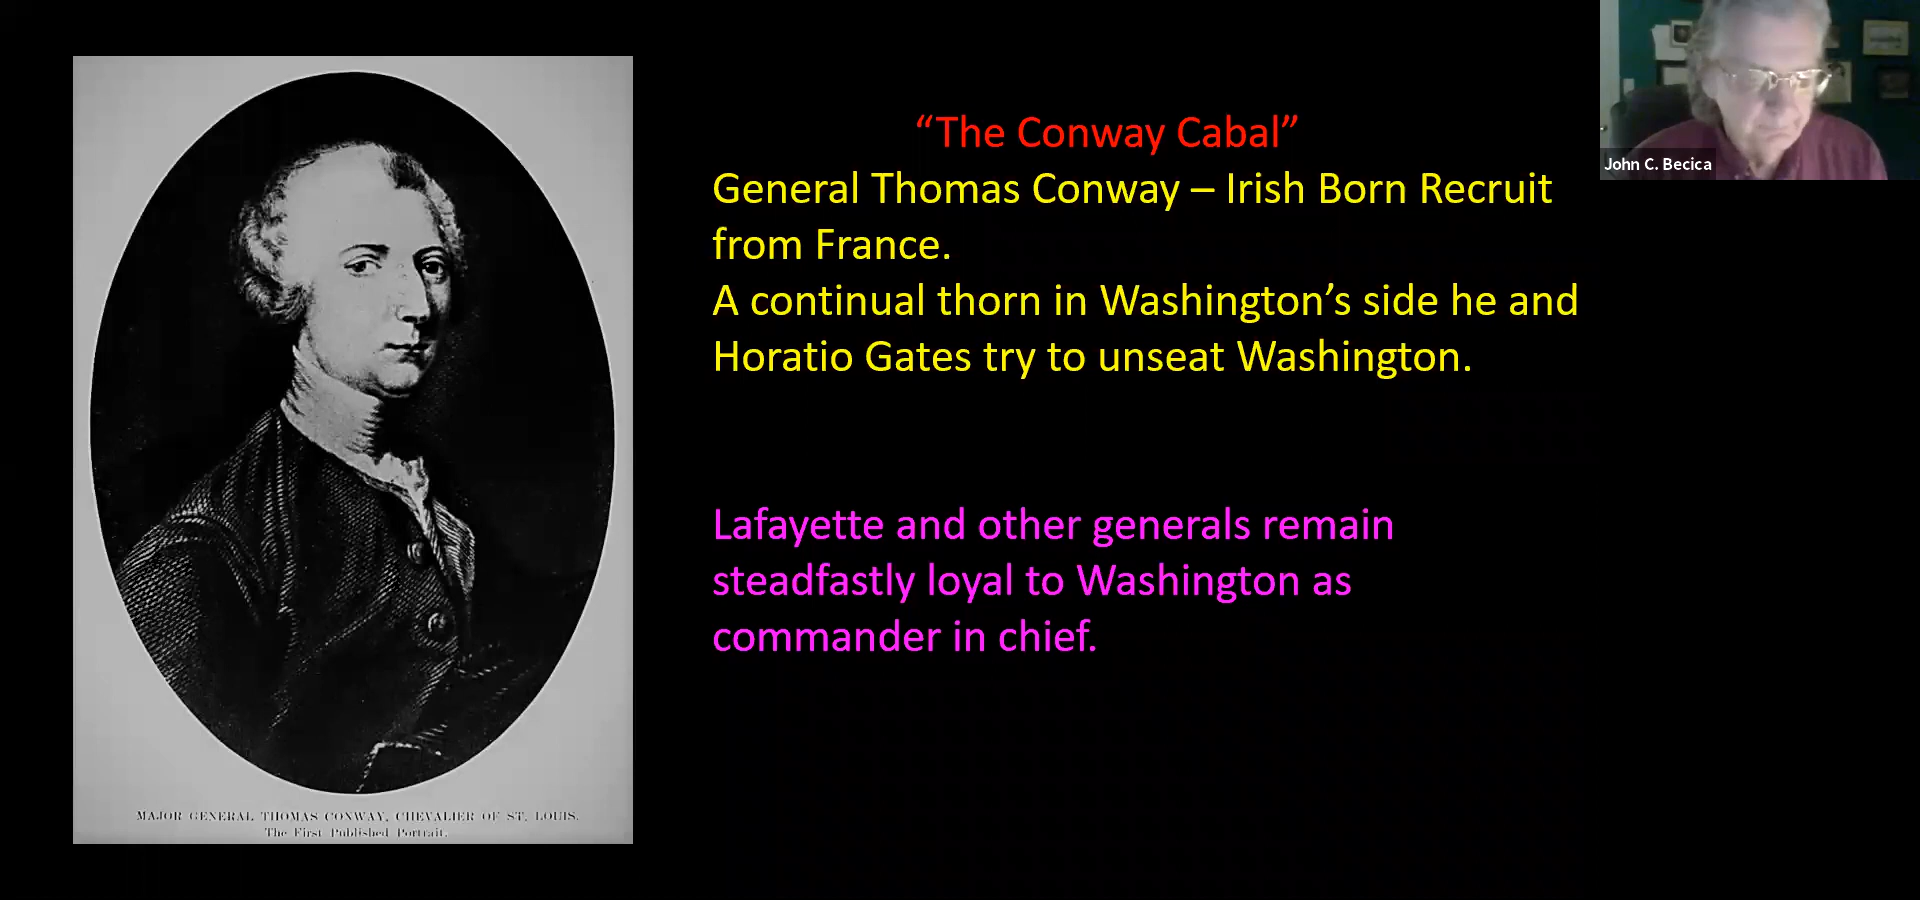 “The Conway Cabal”
General Thomas Conway – Irish Born Recruit
from France.
A continual thorn in Washington’s side he and
Horatio Gates try to unseat Washington.
Lafayette and other generals remain
steadfastly loyal to Washington as
commander in chief.
MAJOR GENERAL THOMAS CONWAY, CHEVALIER OF ST. LOUIS.
The First Published Portrait.
John C. Becica